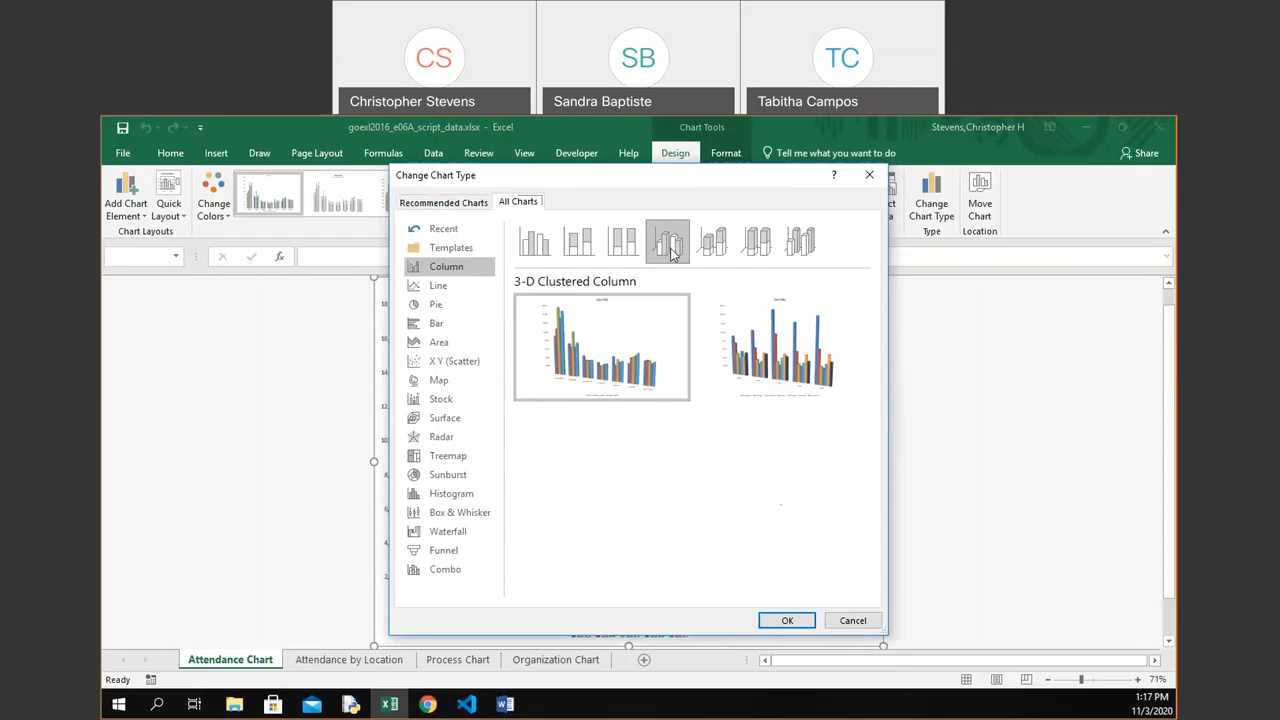 CS
SB
TC
Christopher Stevens
Sandra Baptiste
Tabitha Campos
goexl2016_e06A_script_data.xlsx - Excel
Chart Tools
Stevens,Christopher H
File
Home
Insert
Draw
Page Layout
Formulas
Data
Review
View
Developer
Help
Design
Format
Tell me what you want to do
Share
Change Chart Type
?
Add Chart
Element
Quick
Layout
Change
Colors
Chart Layouts
Change
Chart Type
Type
Move
Chart
Location
Recommended Charts
All Charts
Recent
Templates
Column
Line
Pie
Bar
Area
X Y (Scatter)
Map
Stock
Surface
Radar
Treemap
Sunburst
Histogram
Box & Whisker
Waterfall
Funnel
Combo
3-D Clustered Column
OK
Cancel
fx
Attendance Chart
Attendance by Location
Process Chart
Organization Chart
Ready
71%
1:17 PM
11/3/2020